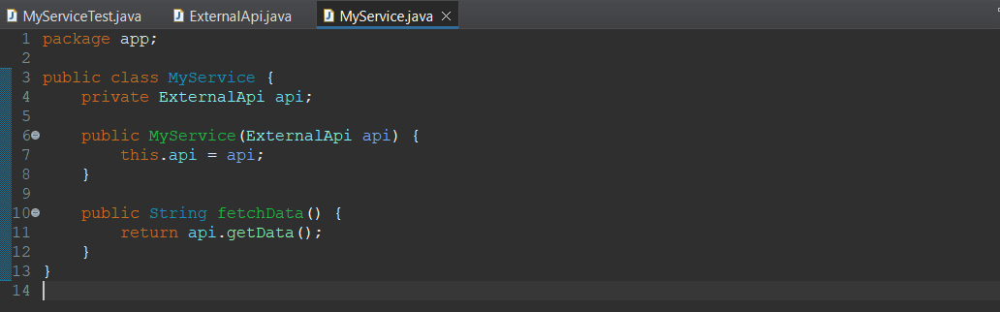 MyServiceTest.java ExternalApi.java MyService.java
1 package app;
2
3 public class MyService {
4     private ExternalApi api;
5
6     public MyService(ExternalApi api) {
7         this.api = api;
8     }
9
10     public String fetchData() {
11         return api.getData();
12     }
13 }
14